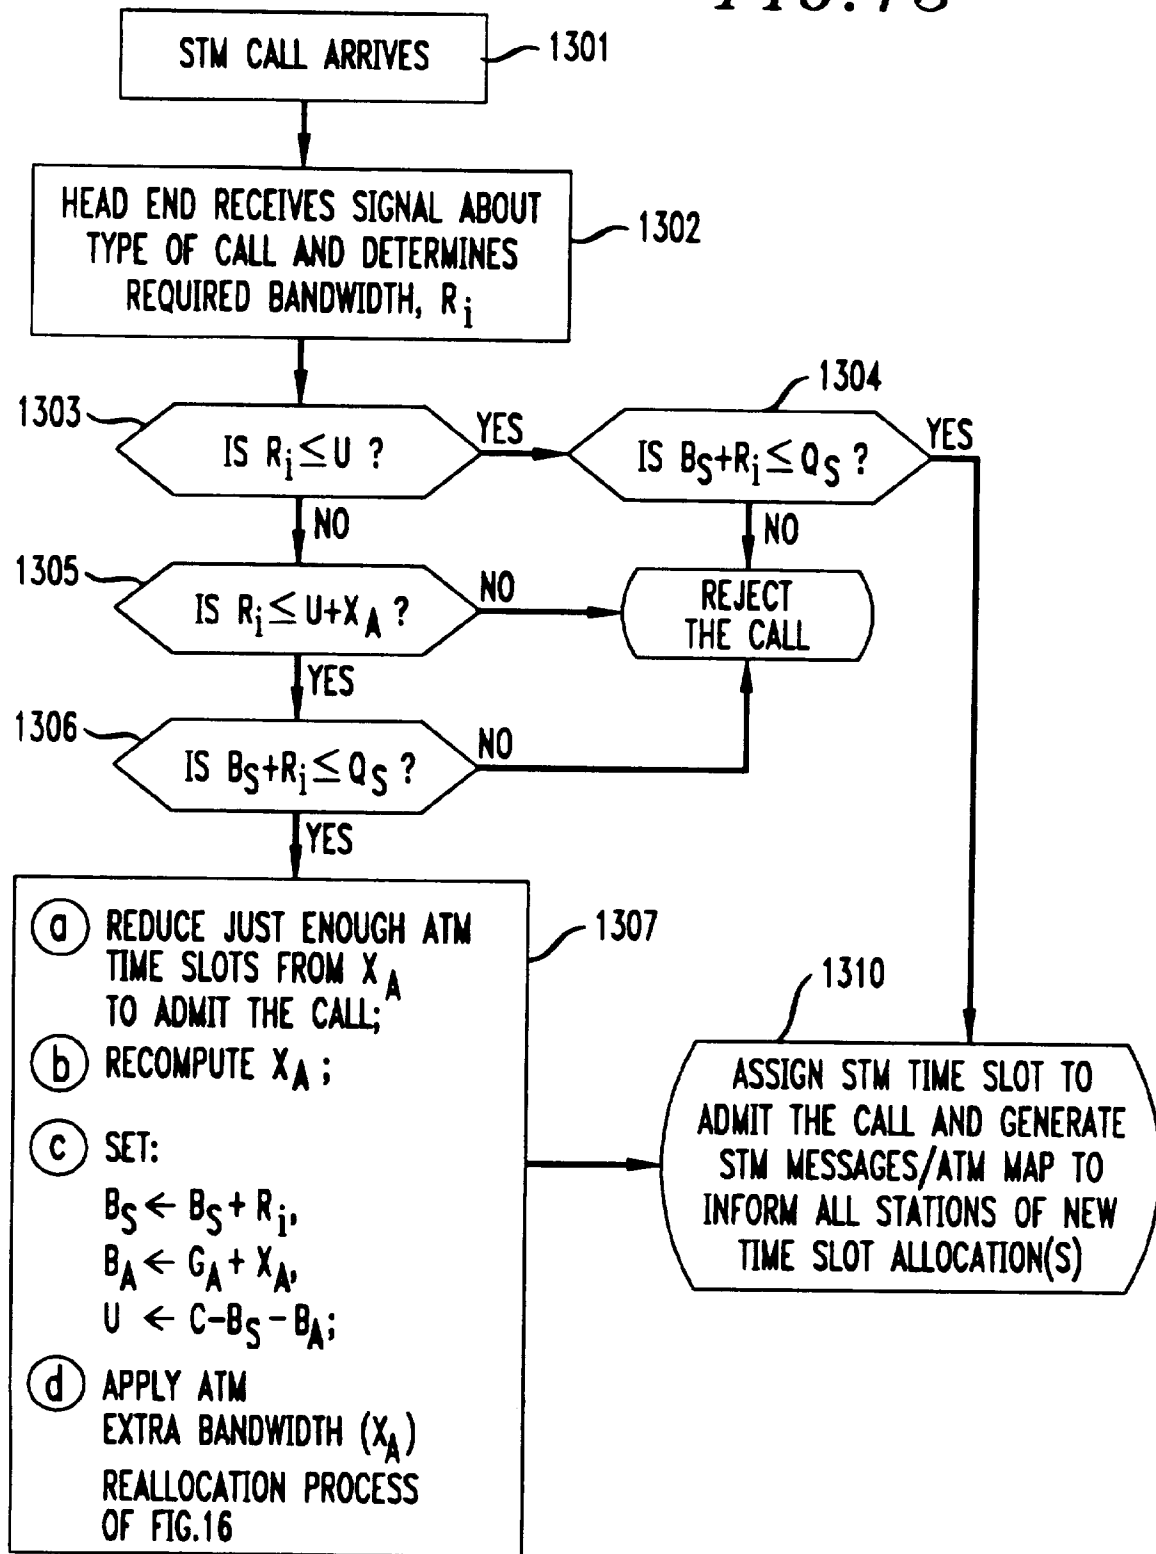 STM CALL ARRIVES
1301
HEAD END RECEIVES SIGNAL ABOUT
TYPE OF CALL AND DETERMINES
REQUIRED BANDWIDTH, Ri
1302
1303
IS Ri ≤ U ?
YES
1304
IS BS+Ri ≤ QS ?
YES
NO
NO
1305
IS Ri ≤ U+XA ?
NO
REJECT
THE CALL
YES
1306
IS BS+Ri ≤ QS ?
NO
YES
1307
a REDUCE JUST ENOUGH ATM
TIME SLOTS FROM XA
TO ADMIT THE CALL;
b RECOMPUTE XA ;
c SET:
BS ← BS + Ri,
BA ← GA + XA,
U ← C-BS - BA;
d APPLY ATM
EXTRA BANDWIDTH (XA)
REALLOCATION PROCESS
OF FIG.16
1310
ASSIGN STM TIME SLOT TO
ADMIT THE CALL AND GENERATE
STM MESSAGES/ATM MAP TO
INFORM ALL STATIONS OF NEW
TIME SLOT ALLOCATION(S)